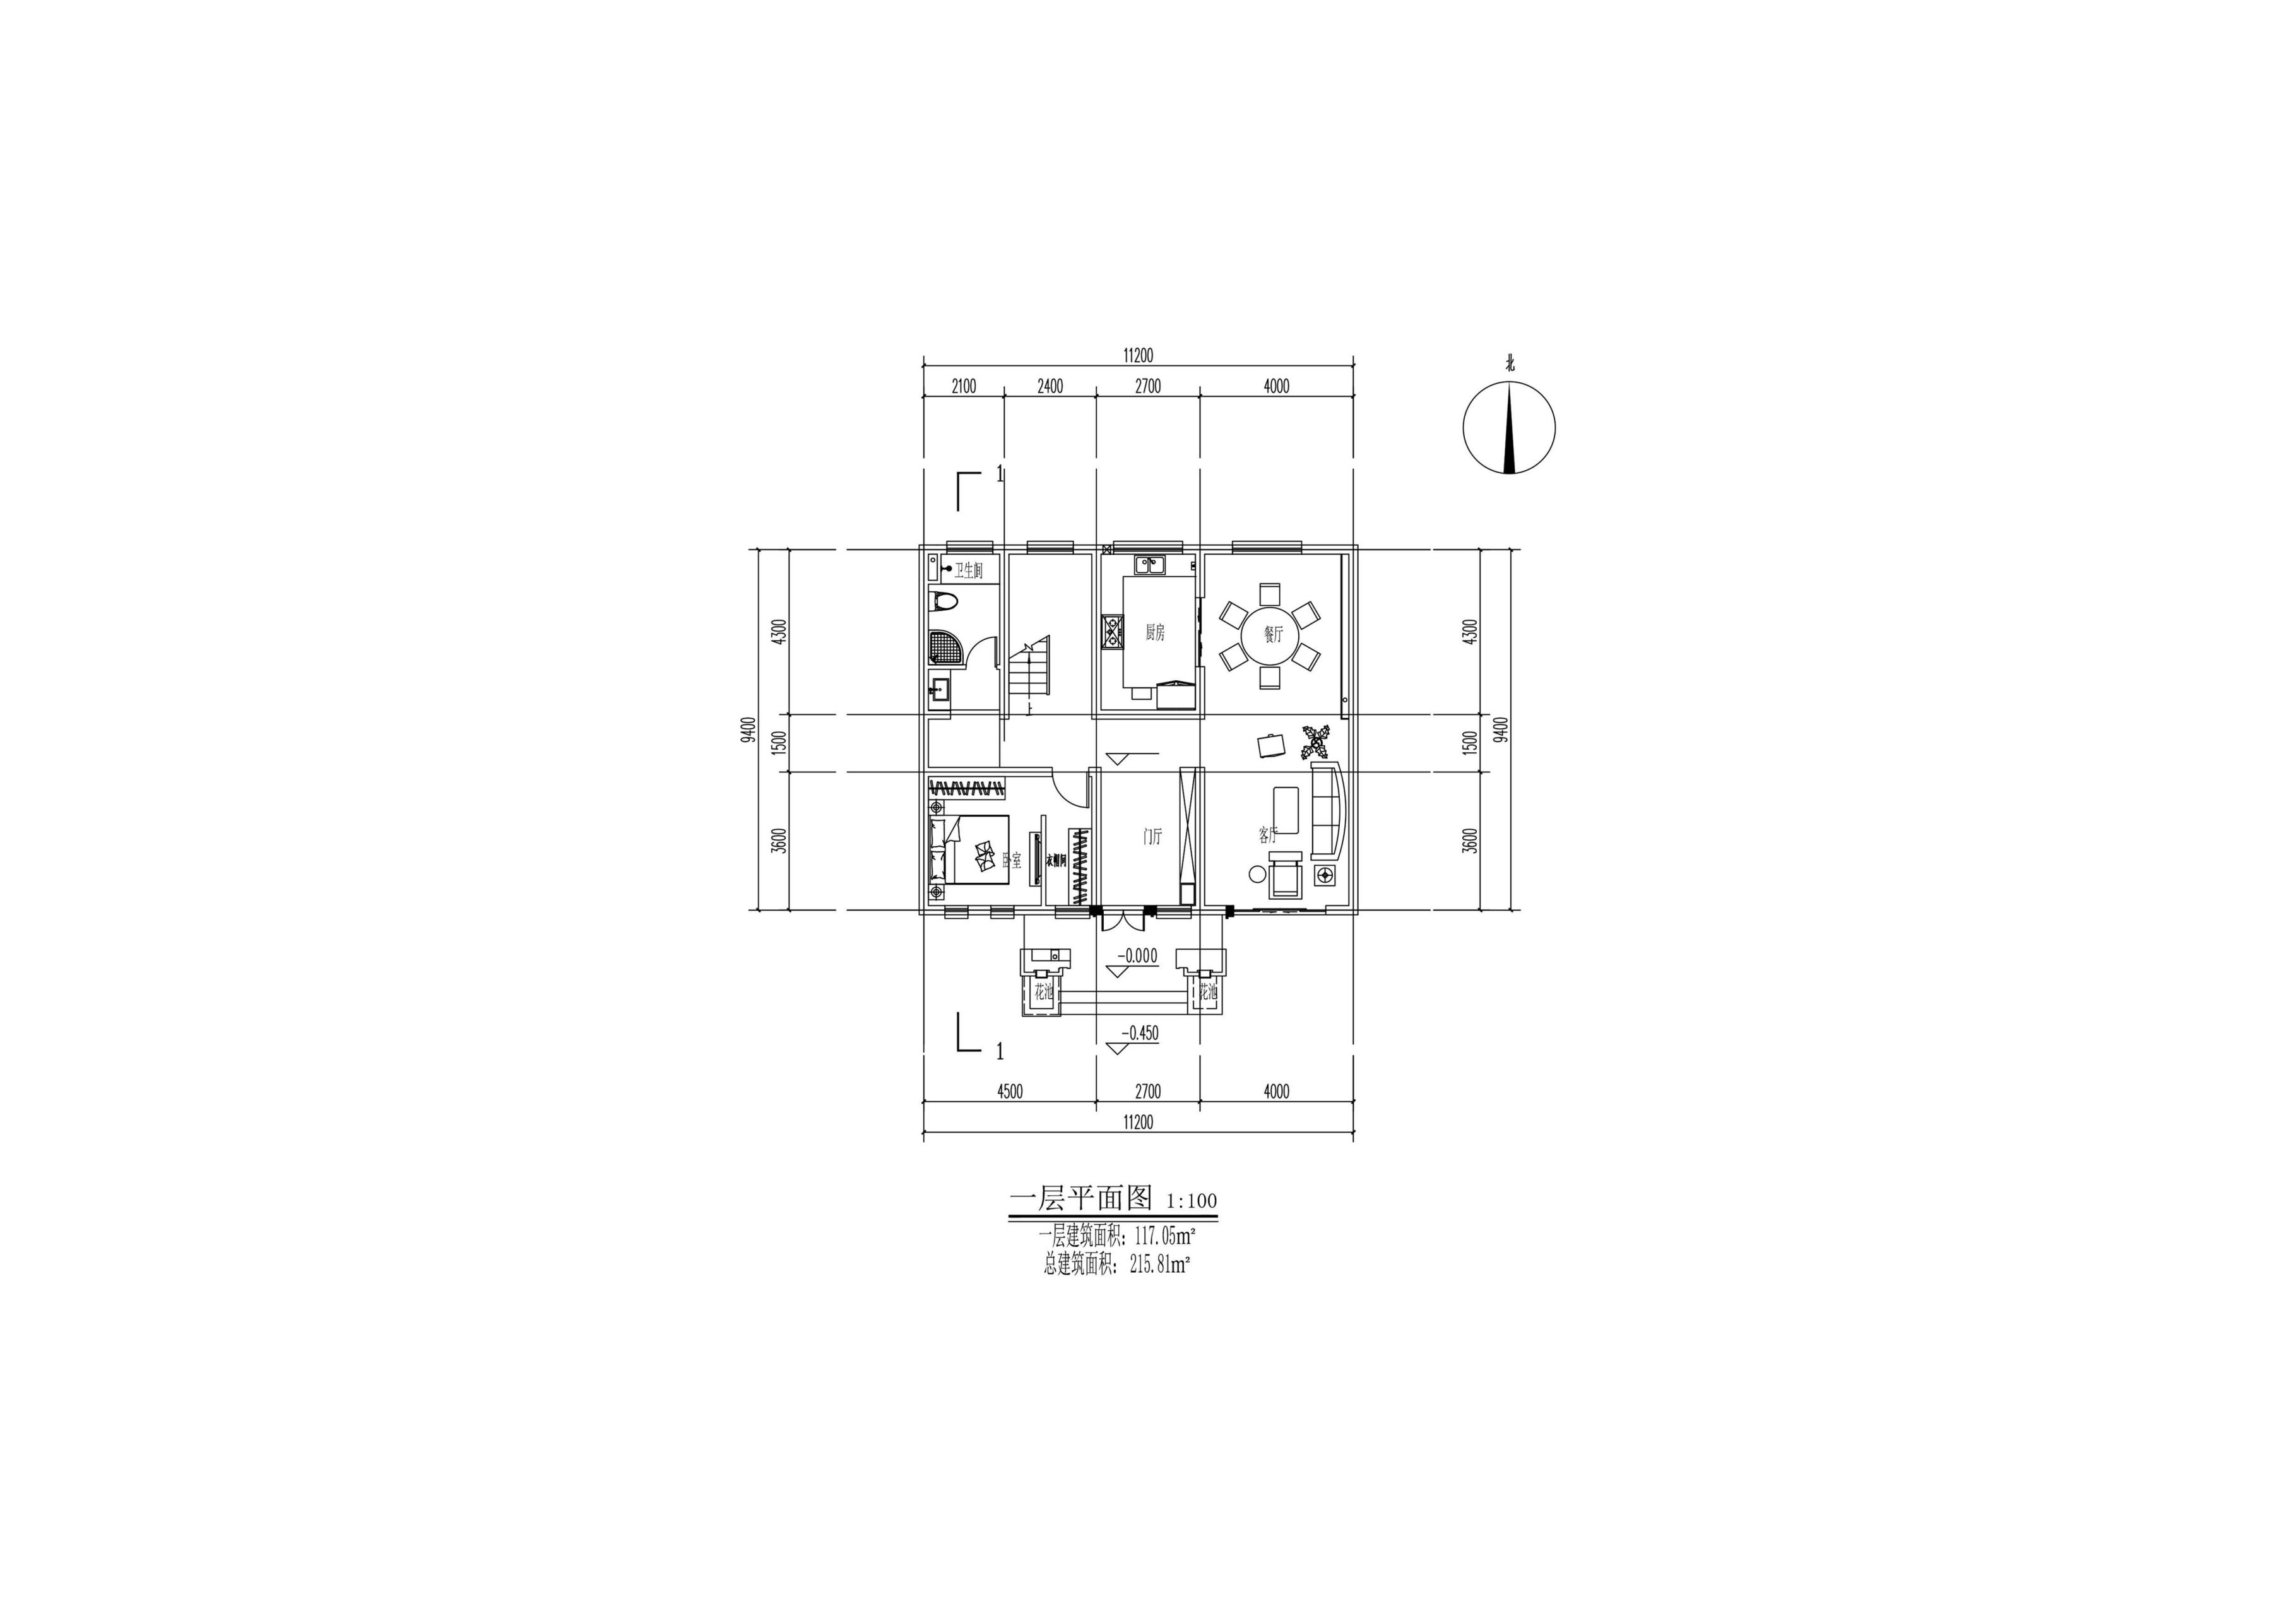 11200
北
2100 2400 2700 4000
1
卫生间
4300
厨房
餐厅
4300
上
9400
1500
1500
9400
3600
门厅
客厅
3600
卧室
衣帽间
-0.000
花池
花池
-0.450
1
4500 2700 4000
11200
一层平面图 1:100
一层建筑面积: 117.05m²
总建筑面积: 215.81m²